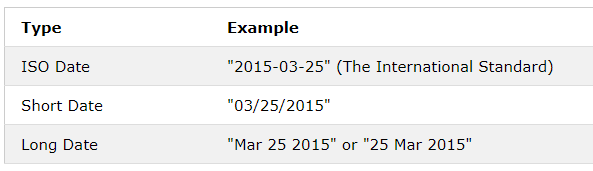 Type Example
ISO Date "2015-03-25" (The International Standard)
Short Date "03/25/2015"
Long Date "Mar 25 2015" or "25 Mar 2015"